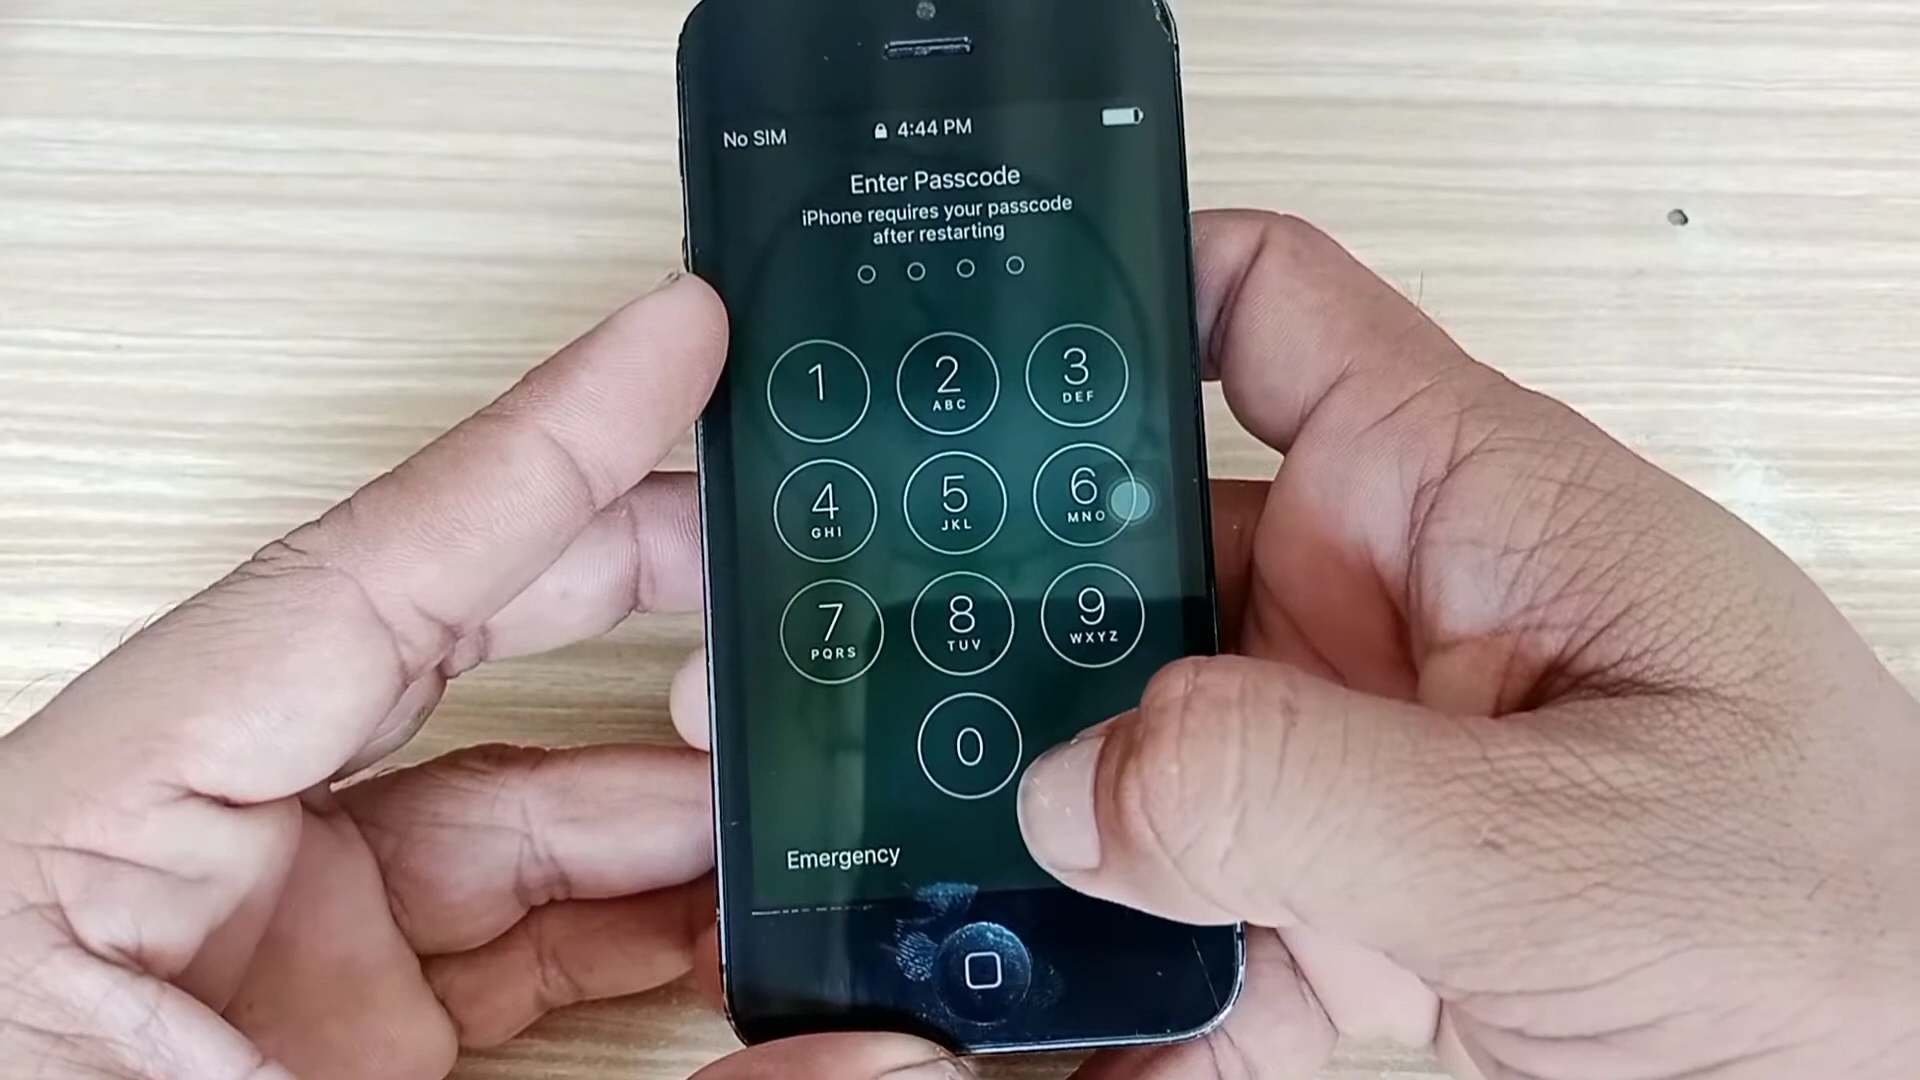 No SIM 4:44 PM
Enter Passcode
iPhone requires your passcode
after restarting
1 2 3
ABC DEF
4 5 6
GHI JKL MNO
7 8 9
PQRS TUV WXYZ
0
Emergency